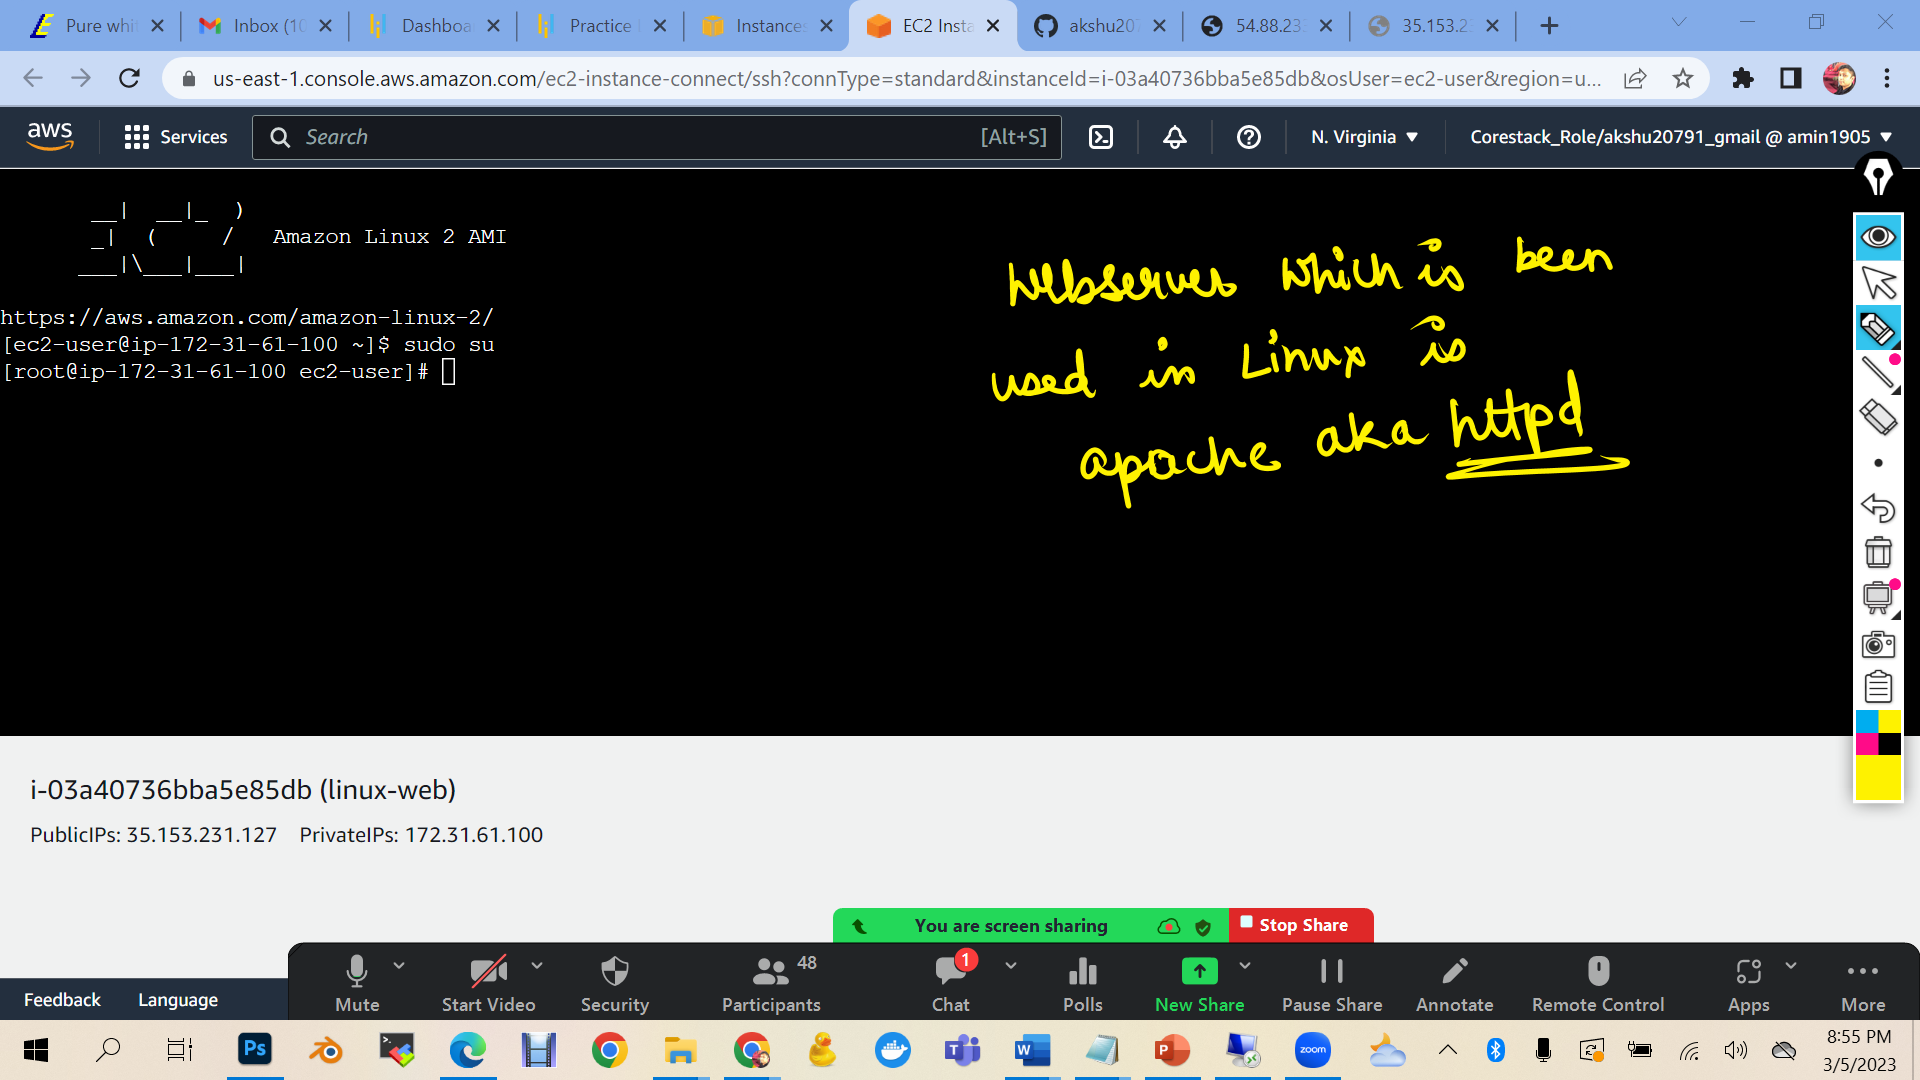 Pure whi
Inbox (10
Dashboa
Practice
Instances
EC2 Insta
akshu207
54.88.23
35.153.23
us-east-1.console.aws.amazon.com/ec2-instance-connect/ssh?connType=standard&instanceId=i-03a40736bba5e85db&osUser=ec2-user&region=u...
aws
Services
Search
[Alt+S]
N. Virginia
Corestack_Role/akshu20791_gmail @ amin1905
Amazon Linux 2 AMI
https://aws.amazon.com/amazon-linux-2/
[ec2-user@ip-172-31-61-100 ~]$ sudo su
[root@ip-172-31-61-100 ec2-user]#
Webserver which is been
used in Linux is
apache aka httpd
i-03a40736bba5e85db (linux-web)
PublicIPs: 35.153.231.127 PrivateIPs: 172.31.61.100
You are screen sharing
Stop Share
48
1
Mute
Start Video
Security
Participants
Chat
Polls
New Share
Pause Share
Annotate
Remote Control
Apps
More
Feedback
Language
Ps
W
P
zoom
8:55 PM
3/5/2023